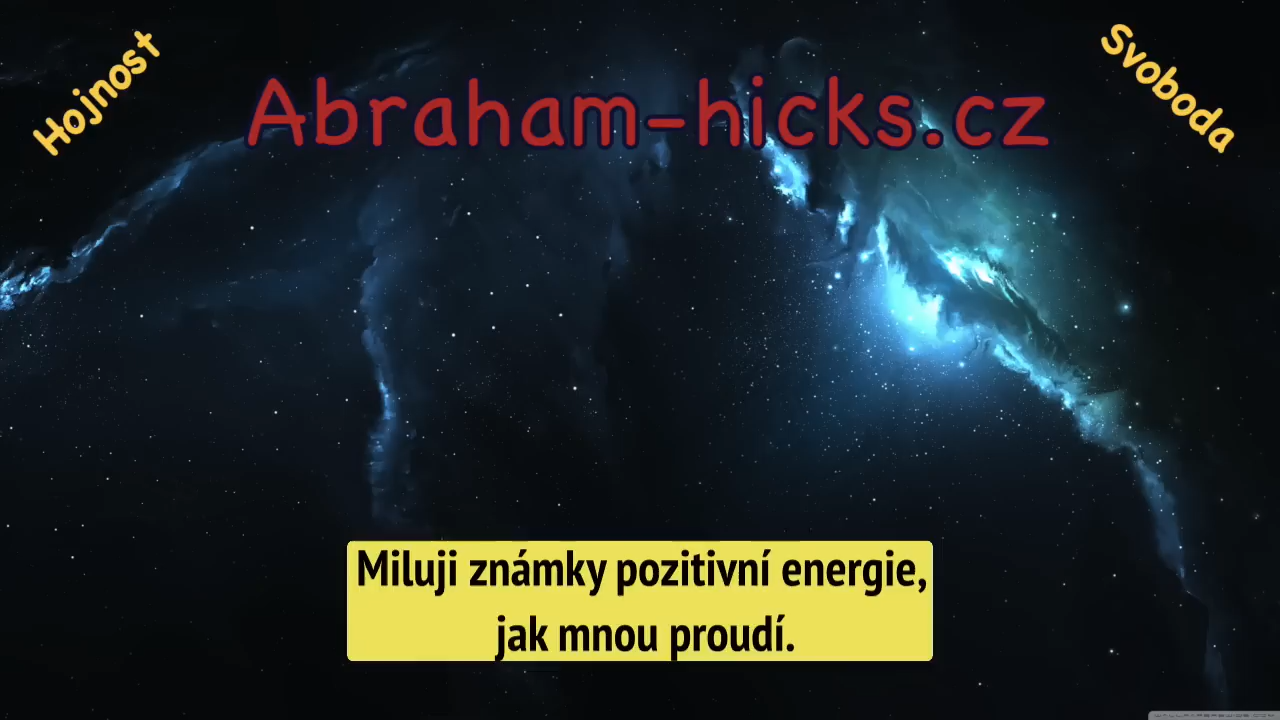 Hojnost
Svoboda
Abraham-hicks.cz
Miluji známky pozitivní energie,
jak mnou proudí.